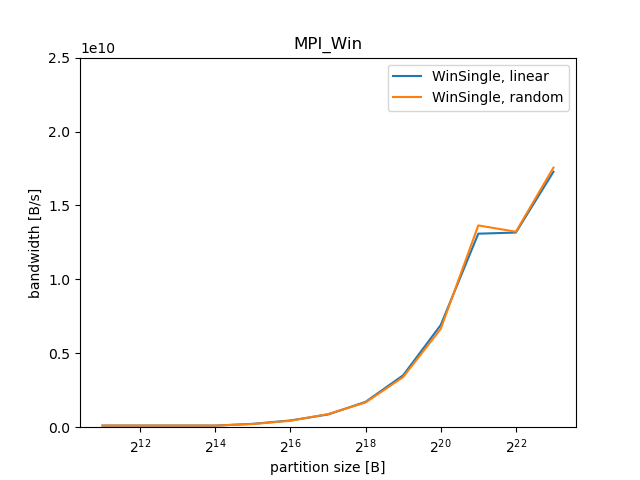 MPI_Win
1e10
2.5
2.0
1.5
1.0
0.5
0.0
bandwidth [B/s]
WinSingle, linear
WinSingle, random
2^12 2^14 2^16 2^18 2^20 2^22
partition size [B]